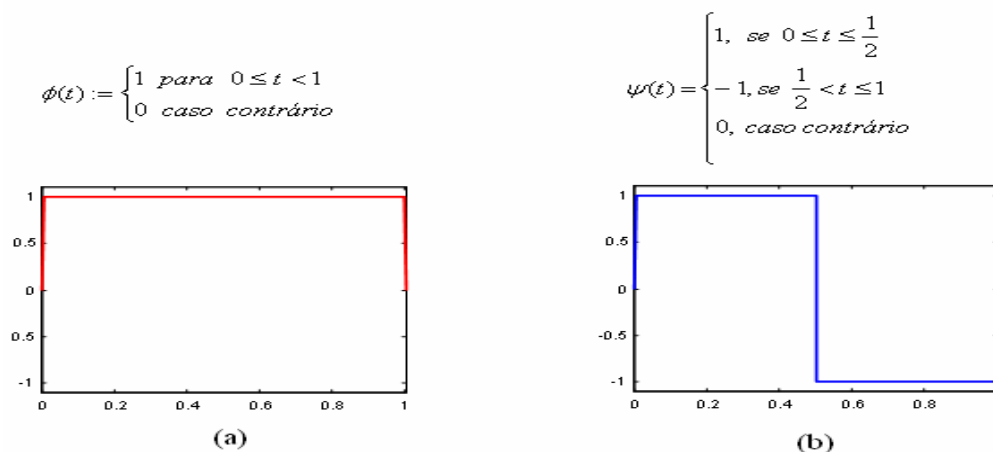 ϕ(t) := {1 para 0 ≤ t < 1
0 caso contrário
ψ(t) = {1, se 0 ≤ t ≤ 1/2
-1, se 1/2 < t ≤ 1
0, caso contrário
1
0.5
0
0.5
-1
0 0.2 0.4 0.6 0.8 1
(a)
1
0.5
0
-0.5
-1
0 0.2 0.4 0.6 0.8
(b)